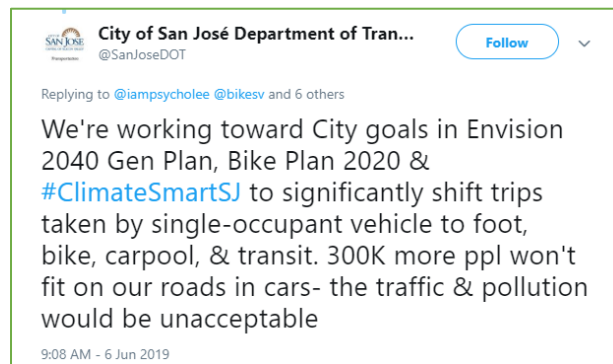 City of San José Department of Tran...
@SanJoseDOT
Follow
SAN JOSE
Transportation
Replying to @iampsycholee @bikesv and 6 others
We're working toward City goals in Envision
2040 Gen Plan, Bike Plan 2020 &
#ClimateSmartSJ to significantly shift trips
taken by single-occupant vehicle to foot,
bike, carpool, & transit. 300K more ppl won't
fit on our roads in cars- the traffic & pollution
would be unacceptable
9:08 AM - 6 Jun 2019